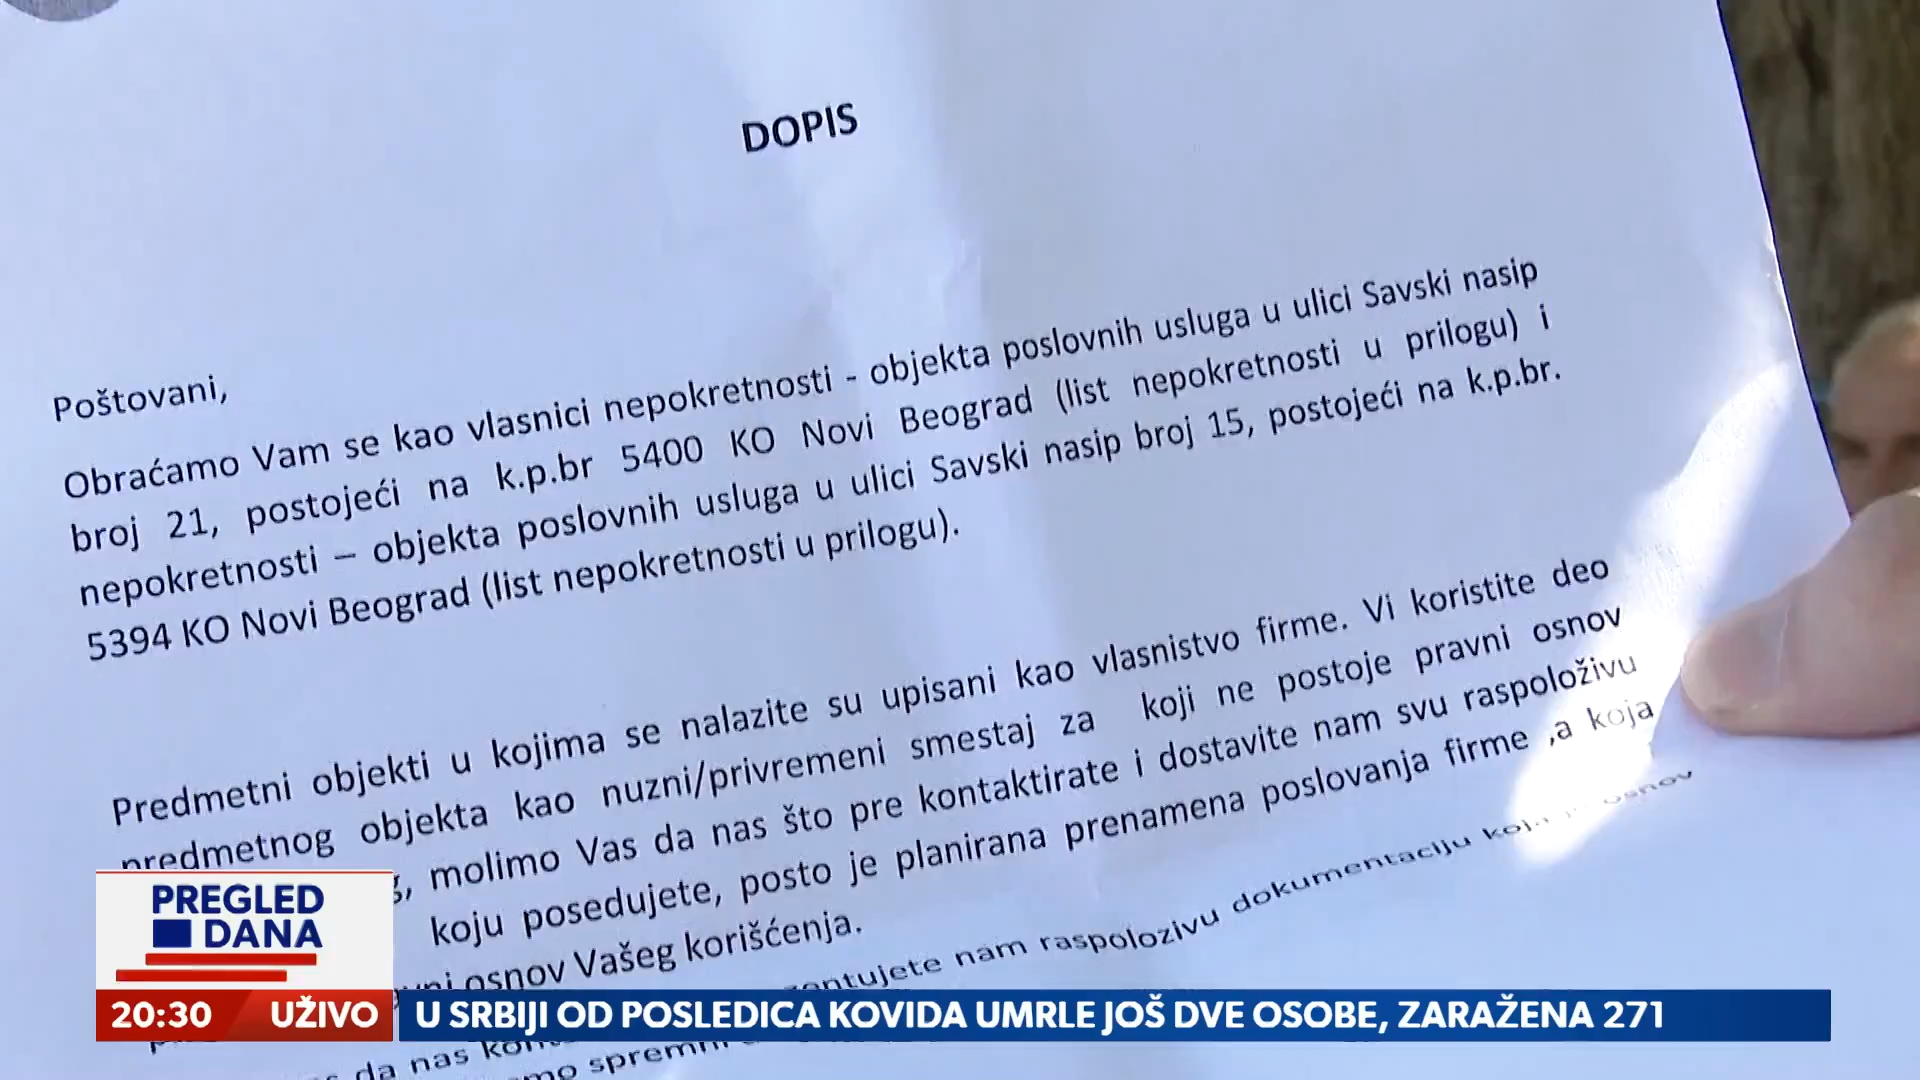 DOPIS
Poštovani,
Obraćamo Vam se kao vlasnici nepokretnosti - objekta poslovnih usluga u ulici Savski nasip
broj 21, postojeći na k.p.br 5400 KO Novi Beograd (list nepokretnosti u prilogu) i
nepokretnosti – objekta poslovnih usluga u ulici Savski nasip broj 15, postojeći na k.p.br.
5394 KO Novi Beograd (list nepokretnosti u prilogu).
Predmetni objekti u kojima se nalazite su upisani kao vlasnistvo firme. Vi koristite deo
predmetnog objekta kao nuzni/privremeni smestaj za koji ne postoje pravni osnov
, molimo Vas da nas što pre kontaktirate i dostavite nam svu raspoloživu
koju posedujete, posto je planirana prenamena poslovanja firme ,a koja
osnov Vašeg korišćenja.
nam raspolozivu dokumentaciju osnov
da nas
spremni
PREGLED
DANA
20:30 UŽIVO U SRBIJI OD POSLEDICA KOVIDA UMRLE JOŠ DVE OSOBE, ZARAŽENA 271